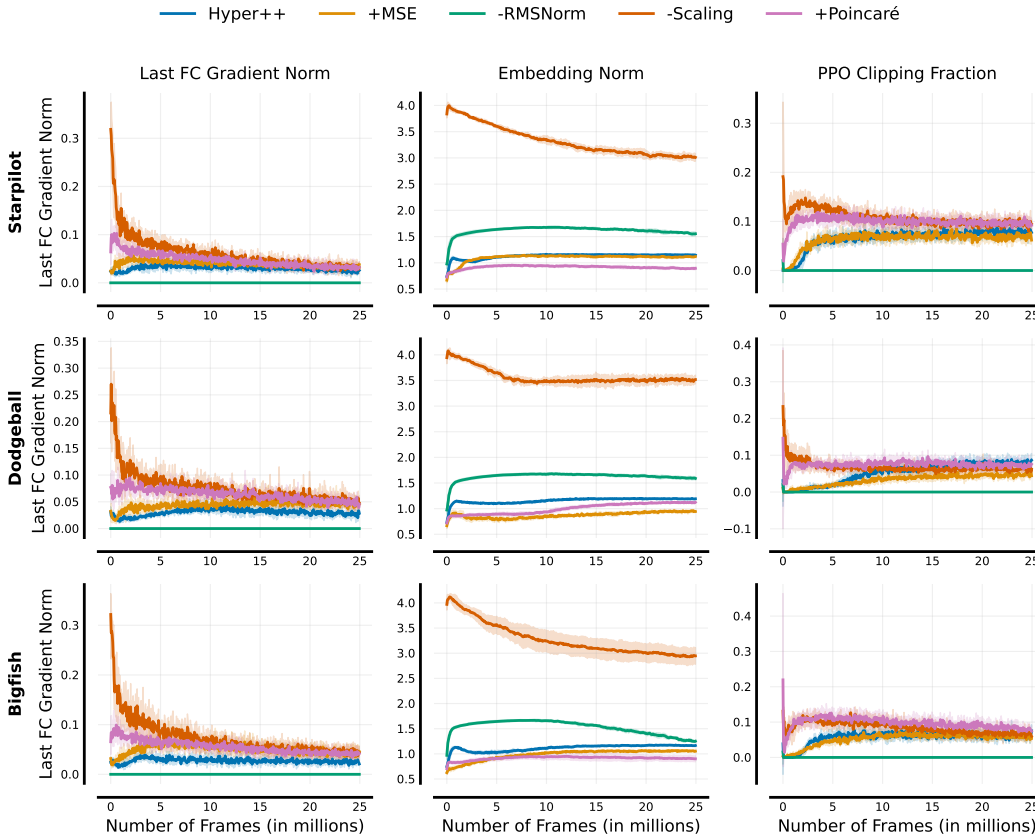 Hyper++ +MSE -RMSNorm -Scaling +Poincaré
Last FC Gradient Norm Embedding Norm PPO Clipping Fraction
Starpilot
Last FC Gradient Norm
0.3
0.2
0.1
0.0
0 5 10 15 20 25
4.0
3.5
3.0
2.5
2.0
1.5
1.0
0.5
0 5 10 15 20 25
0.3
0.2
0.1
0.0
0 5 10 15 20 25
Dodgeball
Last FC Gradient Norm
0.35
0.30
0.25
0.20
0.15
0.10
0.05
0.00
0 5 10 15 20 25
4.0
3.5
3.0
2.5
2.0
1.5
1.0
0.5
0 5 10 15 20 25
0.4
0.3
0.2
0.1
0.0
−0.1
0 5 10 15 20 25
Bigfish
Last FC Gradient Norm
0.3
0.2
0.1
0.0
0 5 10 15 20 25
Number of Frames (in millions)
4.0
3.5
3.0
2.5
2.0
1.5
1.0
0.5
0 5 10 15 20 25
Number of Frames (in millions)
0.4
0.3
0.2
0.1
0.0
0 5 10 15 20 25
Number of Frames (in millions)